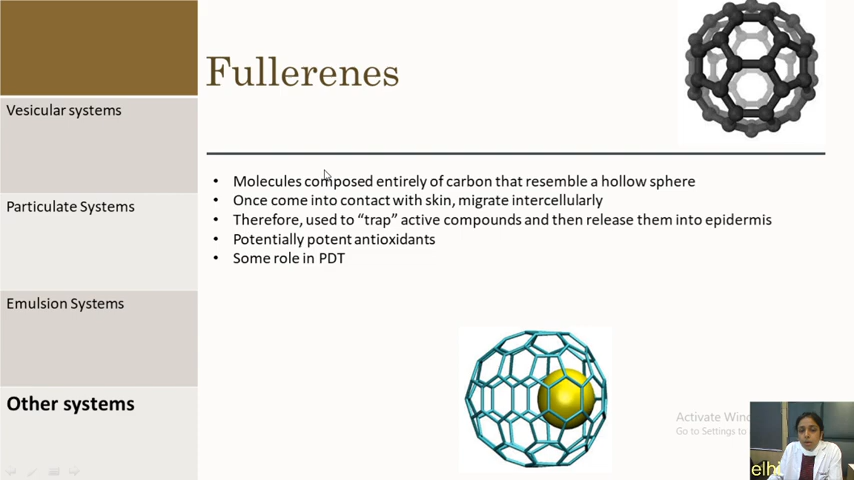 Fullerenes
Vesicular systems
Particulate Systems
Emulsion Systems
Other systems
• Molecules composed entirely of carbon that resemble a hollow sphere
• Once come into contact with skin, migrate intercellularly
• Therefore, used to “trap” active compounds and then release them into epidermis
• Potentially potent antioxidants
• Some role in PDT
Activate
Go to Settings to